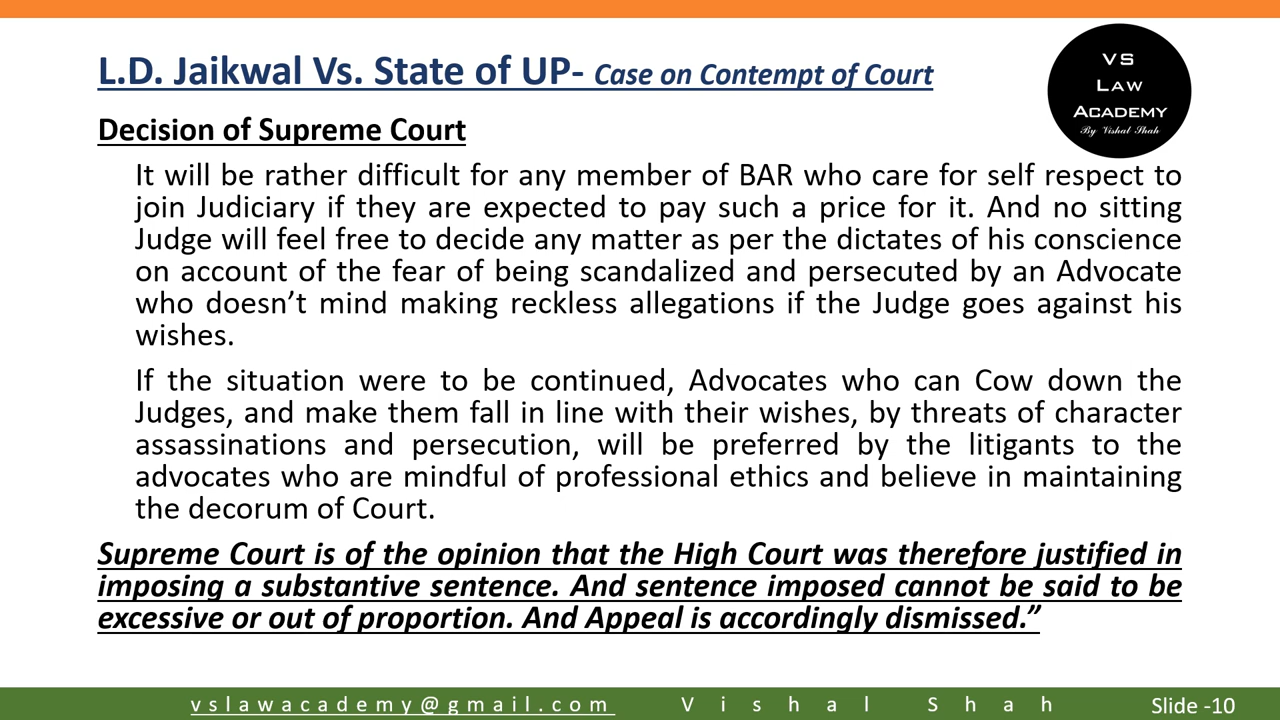 L.D. Jaikwal Vs. State of UP- Case on Contempt of Court
VS
LAW
ACADEMY
By Vishal Shah
Decision of Supreme Court
It will be rather difficult for any member of BAR who care for self respect to
join Judiciary if they are expected to pay such a price for it. And no sitting
Judge will feel free to decide any matter as per the dictates of his conscience
on account of the fear of being scandalized and persecuted by an Advocate
who doesn’t mind making reckless allegations if the Judge goes against his
wishes.
If the situation were to be continued, Advocates who can Cow down the
Judges, and make them fall in line with their wishes, by threats of character
assassinations and persecution, will be preferred by the litigants to the
advocates who are mindful of professional ethics and believe in maintaining
the decorum of Court.
Supreme Court is of the opinion that the High Court was therefore justified in
imposing a substantive sentence. And sentence imposed cannot be said to be
excessive or out of proportion. And Appeal is accordingly dismissed.”
vslawacademy@gmail.com Vishal Shah Slide -10